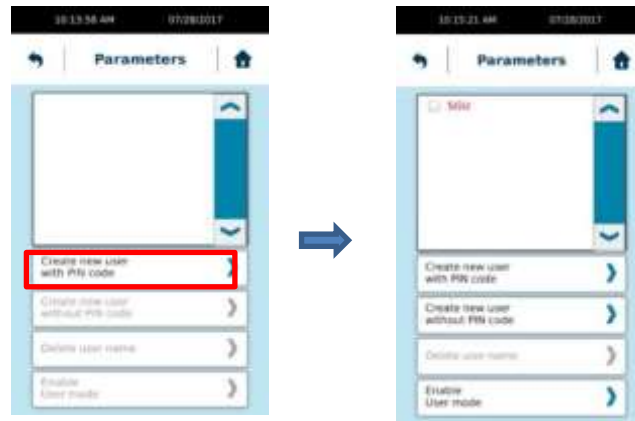 10:13:56 AM 07/28/2017
Parameters
Create new user
with PIN code
Create new user
without PIN code
Delete user name
Enable
User mode
10:15:21 AM 07/28/2017
Parameters
Create new user
with PIN code
Create new user
without PIN code
Delete user name
Enable
User mode